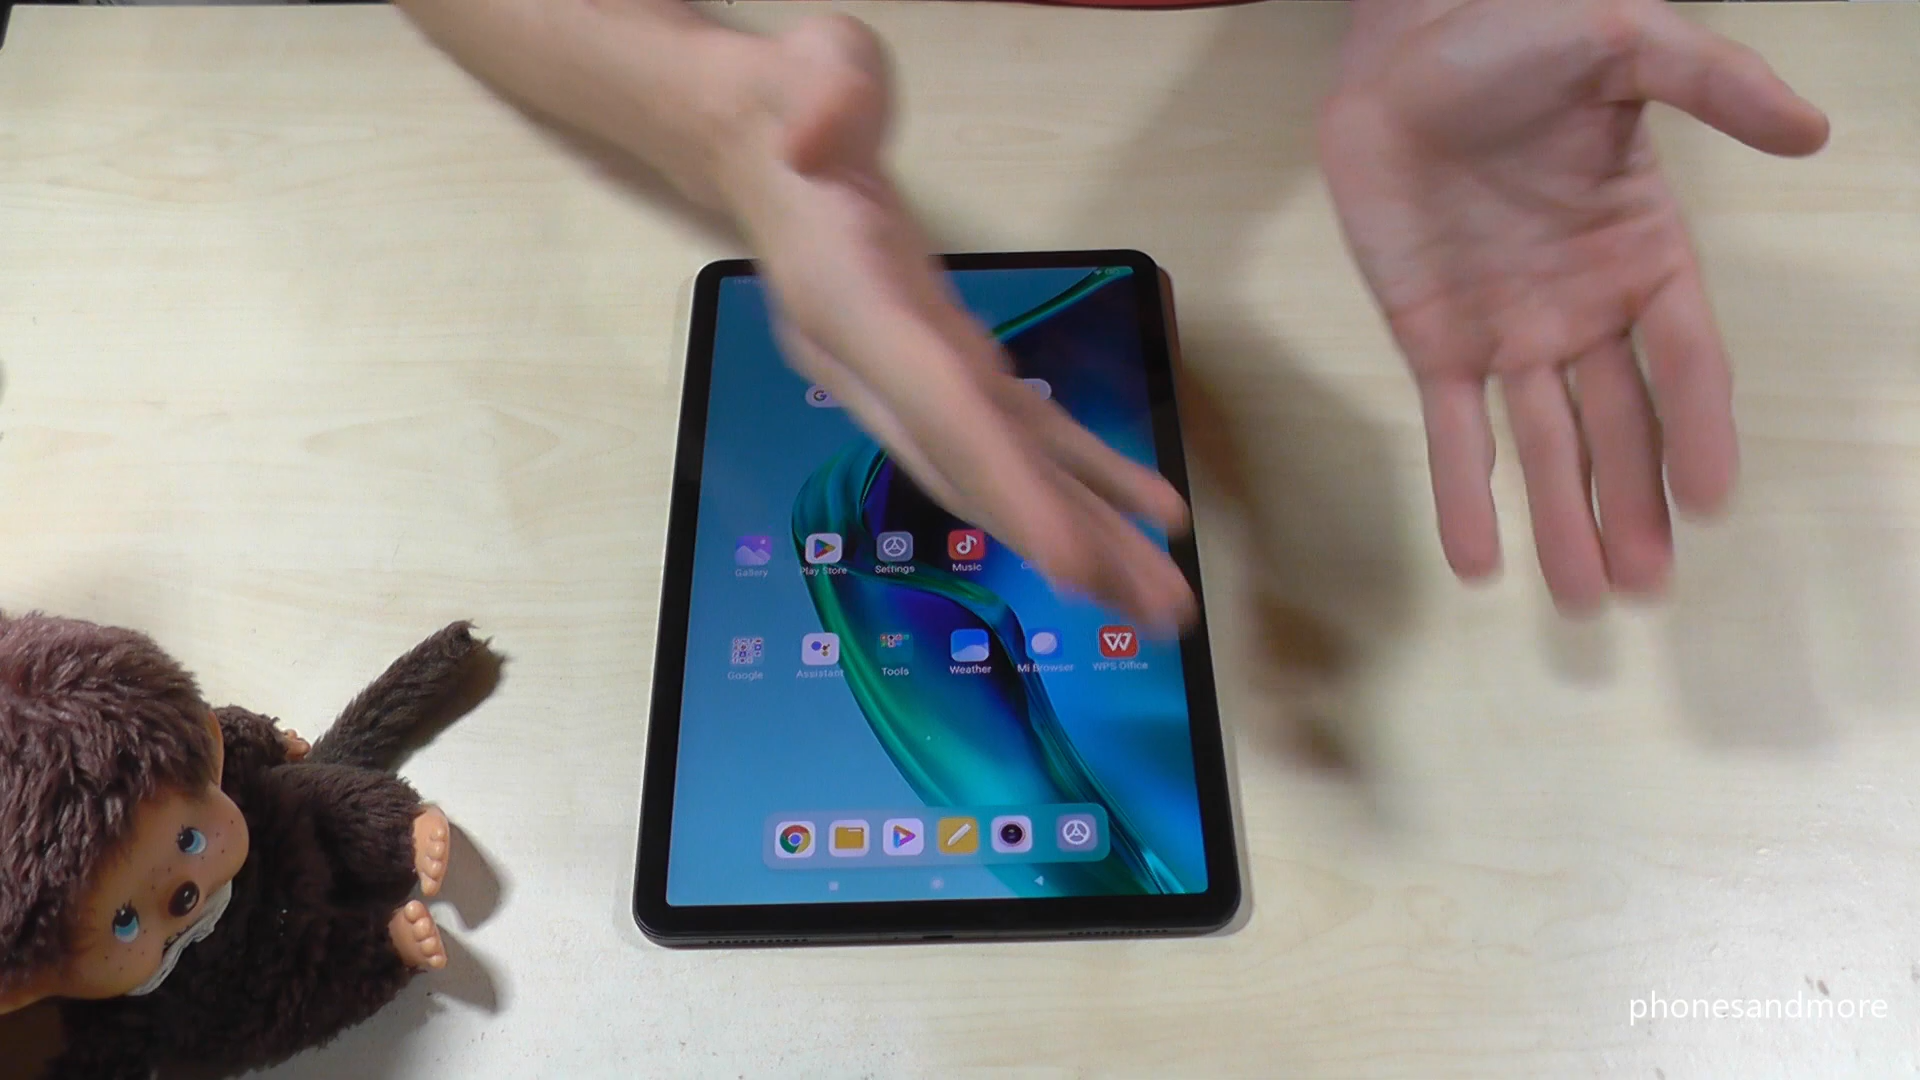 G
Gallery Play Store Settings Music
Google Assistant Tools Weather Mi Browser WPS Office
phonesandmore